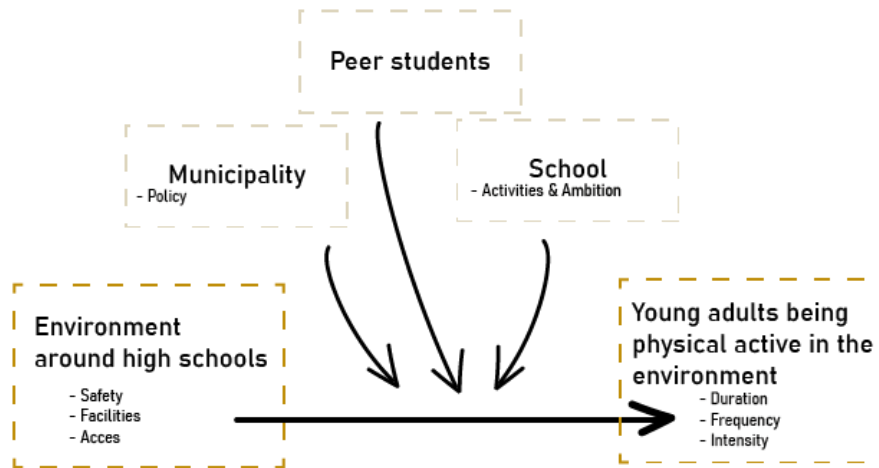 Peer students
Municipality
- Policy
School
- Activities & Ambition
Environment
around high schools
- Safety
- Facilities
- Acces
Young adults being
physical active in the
environment
- Duration
- Frequency
- Intensity